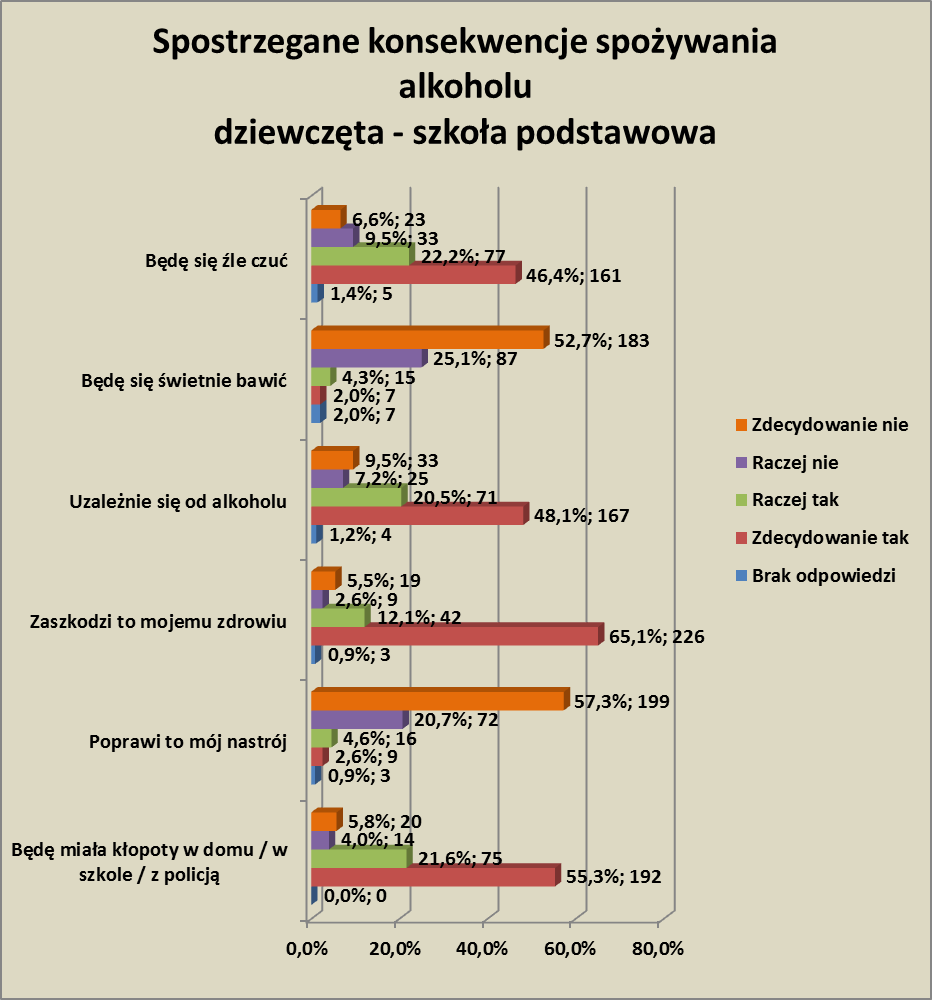 Spostrzegane konsekwencje spożywania
alkoholu
dziewczęta - szkoła podstawowa
Będę się źle czuć
6,6%; 23
9,5%; 33
22,2%; 77
46,4%; 161
1,4%; 5
Będę się świetnie bawić
52,7%; 183
25,1%; 87
4,3%; 15
2,0%; 7
2,0%; 7
Uzależnie się od alkoholu
9,5%; 33
7,2%; 25
20,5%; 71
48,1%; 167
1,2%; 4
Zaszkodzi to mojemu zdrowiu
5,5%; 19
2,6%; 9
12,1%; 42
65,1%; 226
0,9%; 3
Poprawi to mój nastrój
57,3%; 199
20,7%; 72
4,6%; 16
2,6%; 9
0,9%; 3
Będę miała kłopoty w domu / w
szkole / z policją
5,8%; 20
4,0%; 14
21,6%; 75
55,3%; 192
0,0%; 0
0,0% 20,0% 40,0% 60,0% 80,0%
Zdecydowanie nie
Raczej nie
Raczej tak
Zdecydowanie tak
Brak odpowiedzi